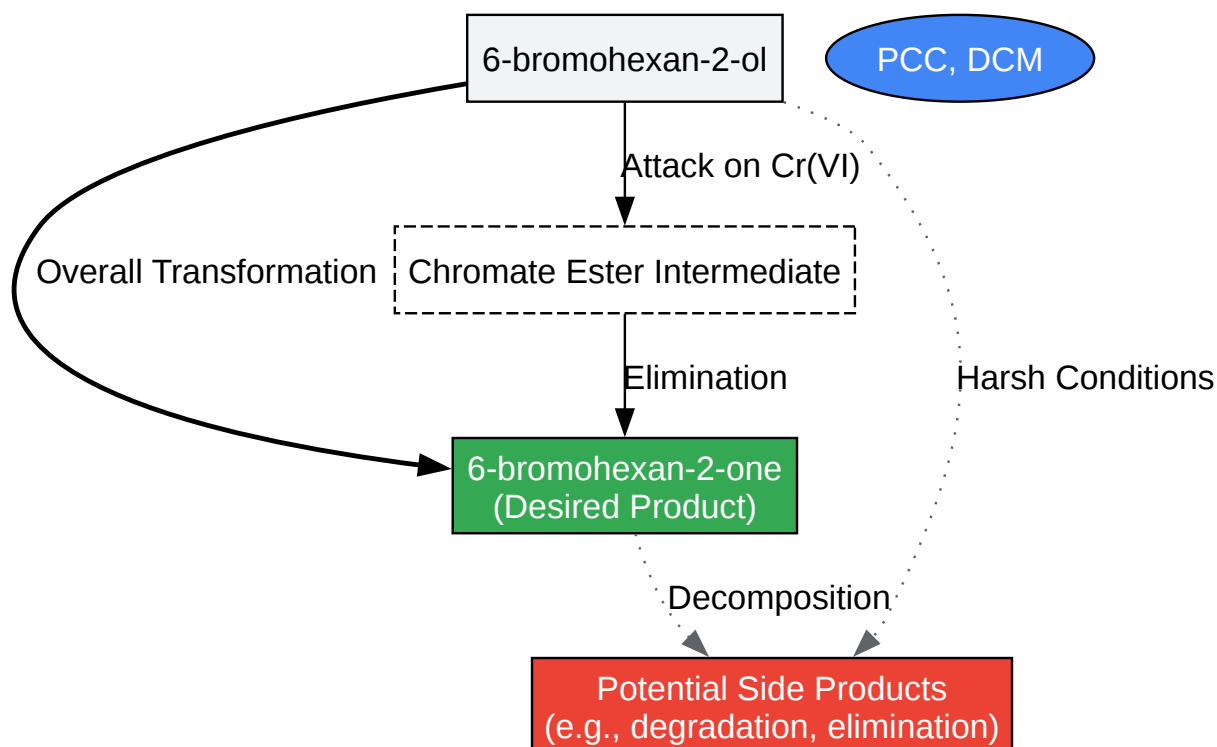 6-bromohexan-2-ol
PCC, DCM
Attack on Cr(VI)
Overall Transformation
Chromate Ester Intermediate
Elimination
Harsh Conditions
6-bromohexan-2-one
(Desired Product)
Decomposition
Potential Side Products
(e.g., degradation, elimination)